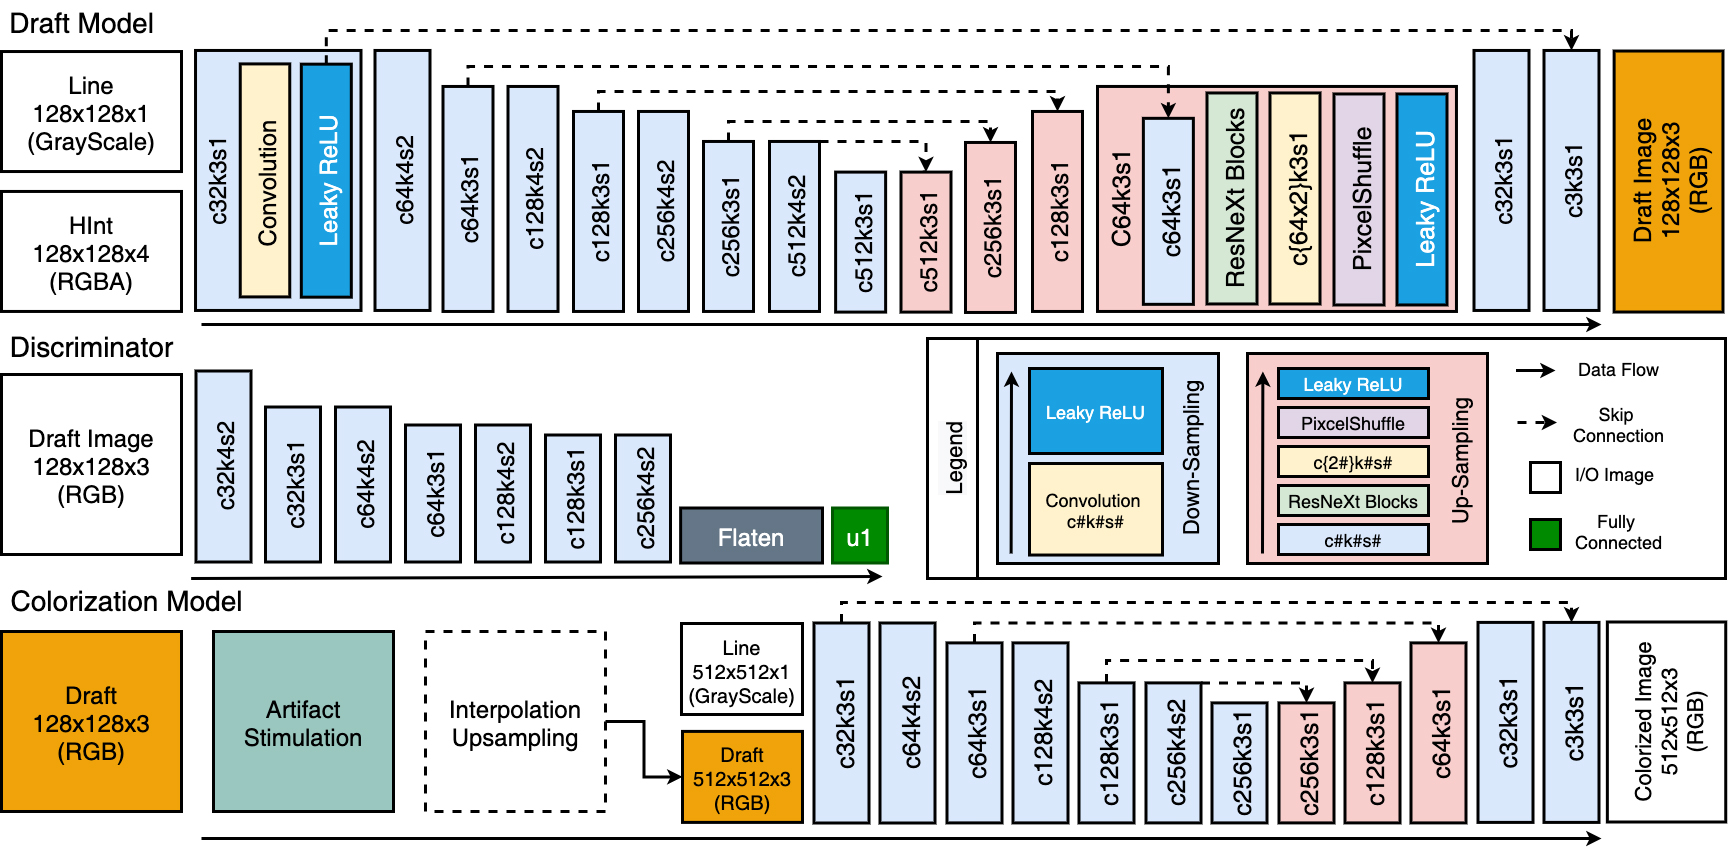 Draft Model
Line
128x128x1
(GrayScale)
HInt
128x128x4
(RGBA)
c32k3s1
Convolution
Leaky ReLU
c64k4s2
c64k3s1
c128k4s2
c128k3s1
c256k4s2
c256k3s1
c512k4s2
c512k3s1
c512k3s1
c256k3s1
c128k3s1
C64k3s1
c64k3s1
ResNeXt Blocks
c{64x2}k3s1
PixcelShuffle
Leaky ReLU
c32k3s1
c3k3s1
Draft Image
128x128x3
(RGB)
Discriminator
Draft Image
128x128x3
(RGB)
c32k4s2
c32k3s1
c64k4s2
c64k3s1
c128k4s2
c128k3s1
c256k4s2
Flaten
u1
Legend
Leaky ReLU
Convolution
c#k#s#
Down-Sampling
Leaky ReLU
PixcelShuffle
c{2#}k#s#
ResNeXt Blocks
c#k#s#
Up-Sampling
Data Flow
Skip
Connection
I/O Image
Fully
Connected
Colorization Model
Draft
128x128x3
(RGB)
Artifact
Stimulation
Interpolation
Upsampling
Line
512x512x1
(GrayScale)
Draft
512x512x3
(RGB)
c32k3s1
c64k4s2
c64k3s1
c128k4s2
c128k3s1
c256k4s2
c256k3s1
c256k3s1
c128k3s1
c64k3s1
c32k3s1
c3k3s1
Colorized Image
512x512x3
(RGB)